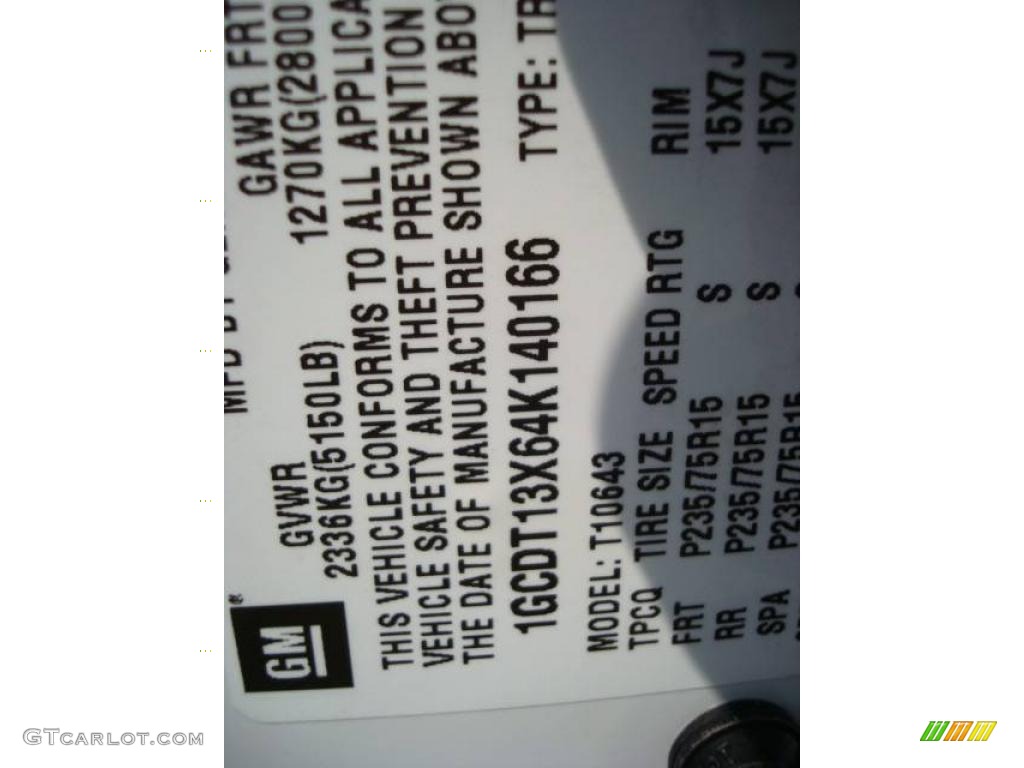 GM ®
GAWR FRT
GVWR
2336KG(5150LB) 1270KG(2800
THIS VEHICLE CONFORMS TO ALL APPLICA
VEHICLE SAFETY AND THEFT PREVENTION
THE DATE OF MANUFACTURE SHOWN ABO
1GCDT13X64K140166 TYPE: TR
MODEL: T10643
TPCQ TIRE SIZE SPEED RTG RIM
FRT P235/75R15 S 15X7J
RR P235/75R15 S 15X7J
SPA P235/75R15
GTCARLOT.COM